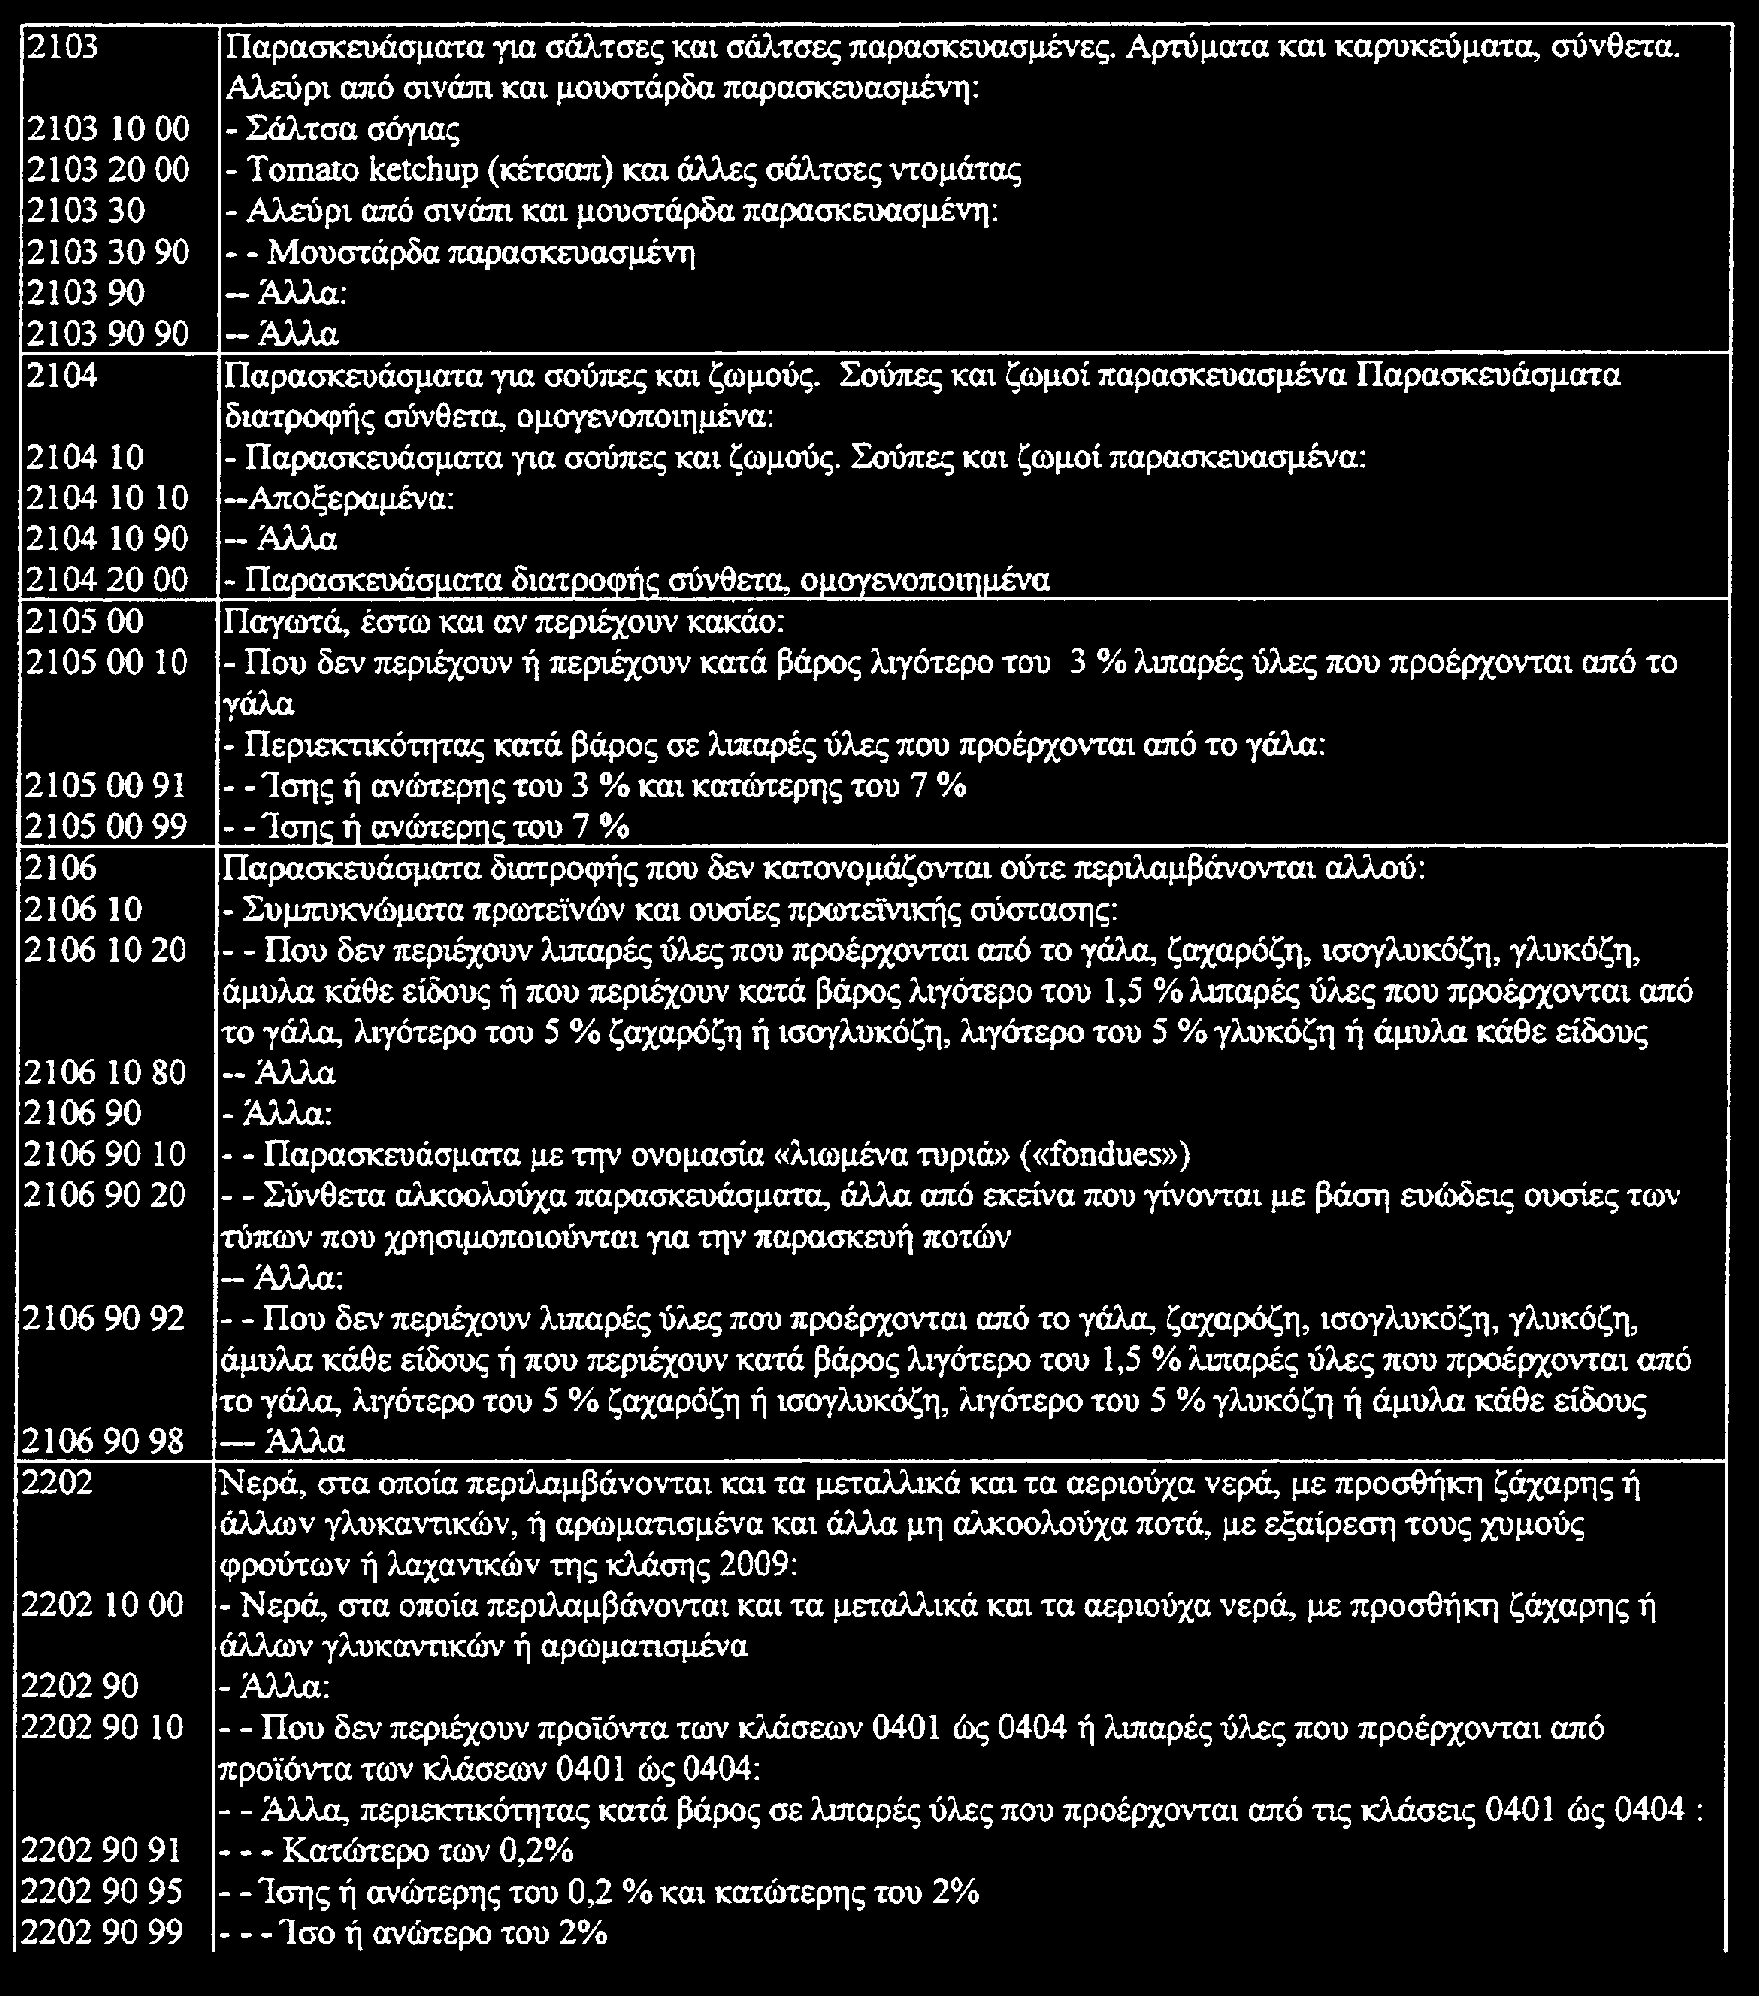 2103 Παρασκευάσματα για σάλτσες και σάλτσες παρασκευασμένες. Αρτύματα και καρυκεύματα, σύνθετα.
Αλεύρι από σινάπι και μουστάρδα παρασκευασμένη:
2103 10 00 - Σάλτσα σόγιας
2103 20 00 - Tomato ketchup (κέτσαπ) και άλλες σάλτσες ντομάτας
2103 30 - Αλεύρι από σινάπι και μουστάρδα παρασκευασμένη:
2103 30 90 - - Μουστάρδα παρασκευασμένη
2103 90 -- Άλλα:
2103 90 90 -- Άλλα
2104 Παρασκευάσματα για σούπες και ζωμούς. Σούπες και ζωμοί παρασκευασμένα Παρασκευάσματα
διατροφής σύνθετα, ομογενοποιημένα:
2104 10 - Παρασκευάσματα για σούπες και ζωμούς. Σούπες και ζωμοί παρασκευασμένα:
2104 10 10 --Αποξεραμένα:
2104 10 90 -- Άλλα
2104 20 00 - Παρασκευάσματα διατροφής σύνθετα, ομογενοποιημένα
2105 00 Παγωτά, έστω και αν περιέχουν κακάο:
2105 00 10 - Που δεν περιέχουν ή περιέχουν κατά βάρος λιγότερο του 3 % λιπαρές ύλες που προέρχονται από το
γάλα
- Περιεκτικότητας κατά βάρος σε λιπαρές ύλες που προέρχονται από το γάλα:
2105 00 91 - - Ίσης ή ανώτερης του 3 % και κατώτερης του 7 %
2105 00 99 - - Ίσης ή ανώτερης του 7 %
2106 Παρασκευάσματα διατροφής που δεν κατονομάζονται ούτε περιλαμβάνονται αλλού:
2106 10 - Συμπυκνώματα πρωτεϊνών και ουσίες πρωτεϊνικής σύστασης:
2106 10 20 - - Που δεν περιέχουν λιπαρές ύλες που προέρχονται από το γάλα, ζαχαρόζη, ισογλυκόζη, γλυκόζη,
άμυλα κάθε είδους ή που περιέχουν κατά βάρος λιγότερο του 1,5 % λιπαρές ύλες που προέρχονται από
το γάλα, λιγότερο του 5 % ζαχαρόζη ή ισογλυκόζη, λιγότερο του 5 % γλυκόζη ή άμυλα κάθε είδους
2106 10 80 -- Άλλα
2106 90 - Άλλα:
2106 90 10 - - Παρασκευάσματα με την ονομασία «λιωμένα τυριά» («fondues»)
2106 90 20 - - Σύνθετα αλκοολούχα παρασκευάσματα, άλλα από εκείνα που γίνονται με βάση ευώδεις ουσίες των
τύπων που χρησιμοποιούνται για την παρασκευή ποτών
-- Άλλα:
2106 90 92 - - Που δεν περιέχουν λιπαρές ύλες που προέρχονται από το γάλα, ζαχαρόζη, ισογλυκόζη, γλυκόζη,
άμυλα κάθε είδους ή που περιέχουν κατά βάρος λιγότερο του 1,5 % λιπαρές ύλες που προέρχονται από
το γάλα, λιγότερο του 5 % ζαχαρόζη ή ισογλυκόζη, λιγότερο του 5 % γλυκόζη ή άμυλα κάθε είδους
2106 90 98 --- Άλλα
2202 Νερά, στα οποία περιλαμβάνονται και τα μεταλλικά και τα αεριούχα νερά, με προσθήκη ζάχαρης ή
άλλων γλυκαντικών, ή αρωματισμένα και άλλα μη αλκοολούχα ποτά, με εξαίρεση τους χυμούς
φρούτων ή λαχανικών της κλάσης 2009:
2202 10 00 - Νερά, στα οποία περιλαμβάνονται και τα μεταλλικά και τα αεριούχα νερά, με προσθήκη ζάχαρης ή
άλλων γλυκαντικών ή αρωματισμένα
2202 90 - Άλλα:
2202 90 10 - - Που δεν περιέχουν προϊόντα των κλάσεων 0401 ώς 0404 ή λιπαρές ύλες που προέρχονται από
προϊόντα των κλάσεων 0401 ώς 0404:
- - Άλλα, περιεκτικότητας κατά βάρος σε λιπαρές ύλες που προέρχονται από τις κλάσεις 0401 ώς 0404 :
2202 90 91 - - - Κατώτερο των 0,2%
2202 90 95 - - Ίσης ή ανώτερης του 0,2 % και κατώτερης του 2%
2202 90 99 - - - Ίσο ή ανώτερο του 2%